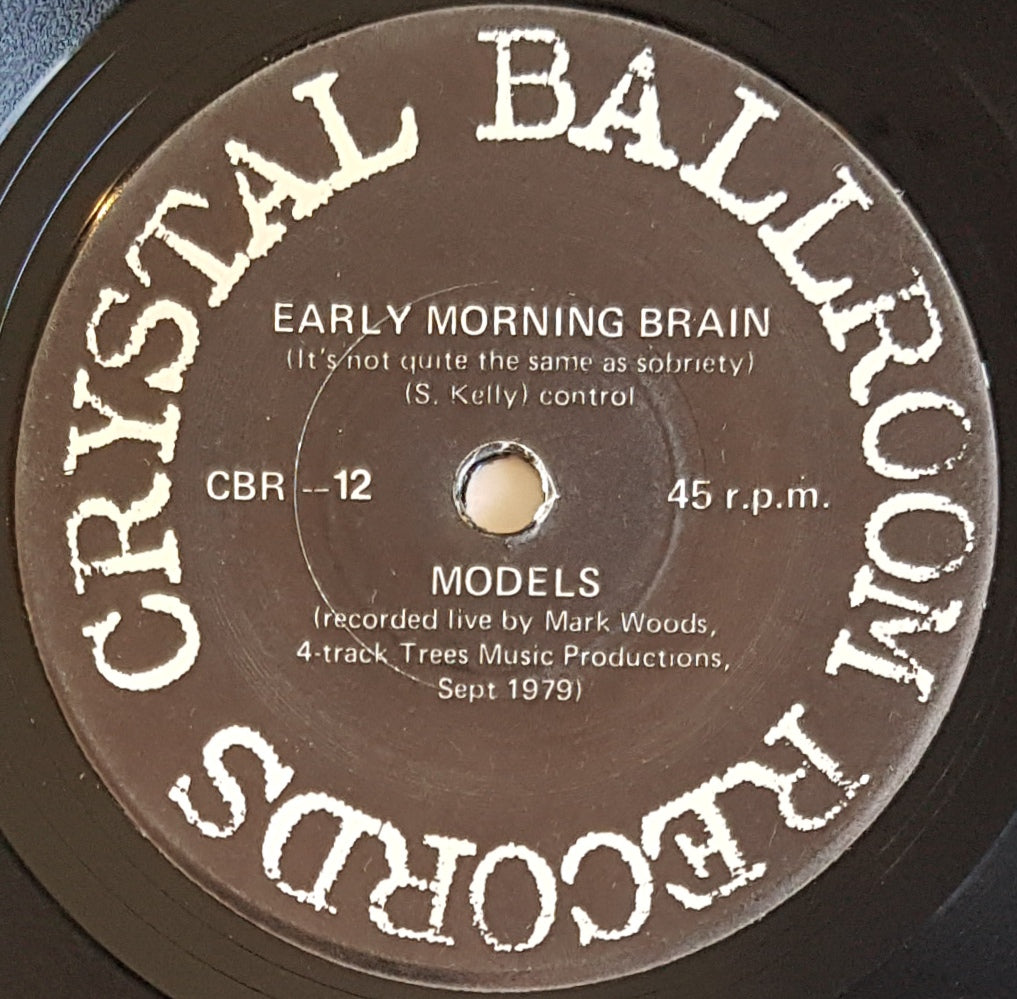 CRYSTAL BALLROOM RECORDS
EARLY MORNING BRAIN
(It's not quite the same as sobriety)
(S. Kelly) control
CBR --12
45 r.p.m.
MODELS
(recorded live by Mark Woods,
4-track Trees Music Productions,
Sept 1979)